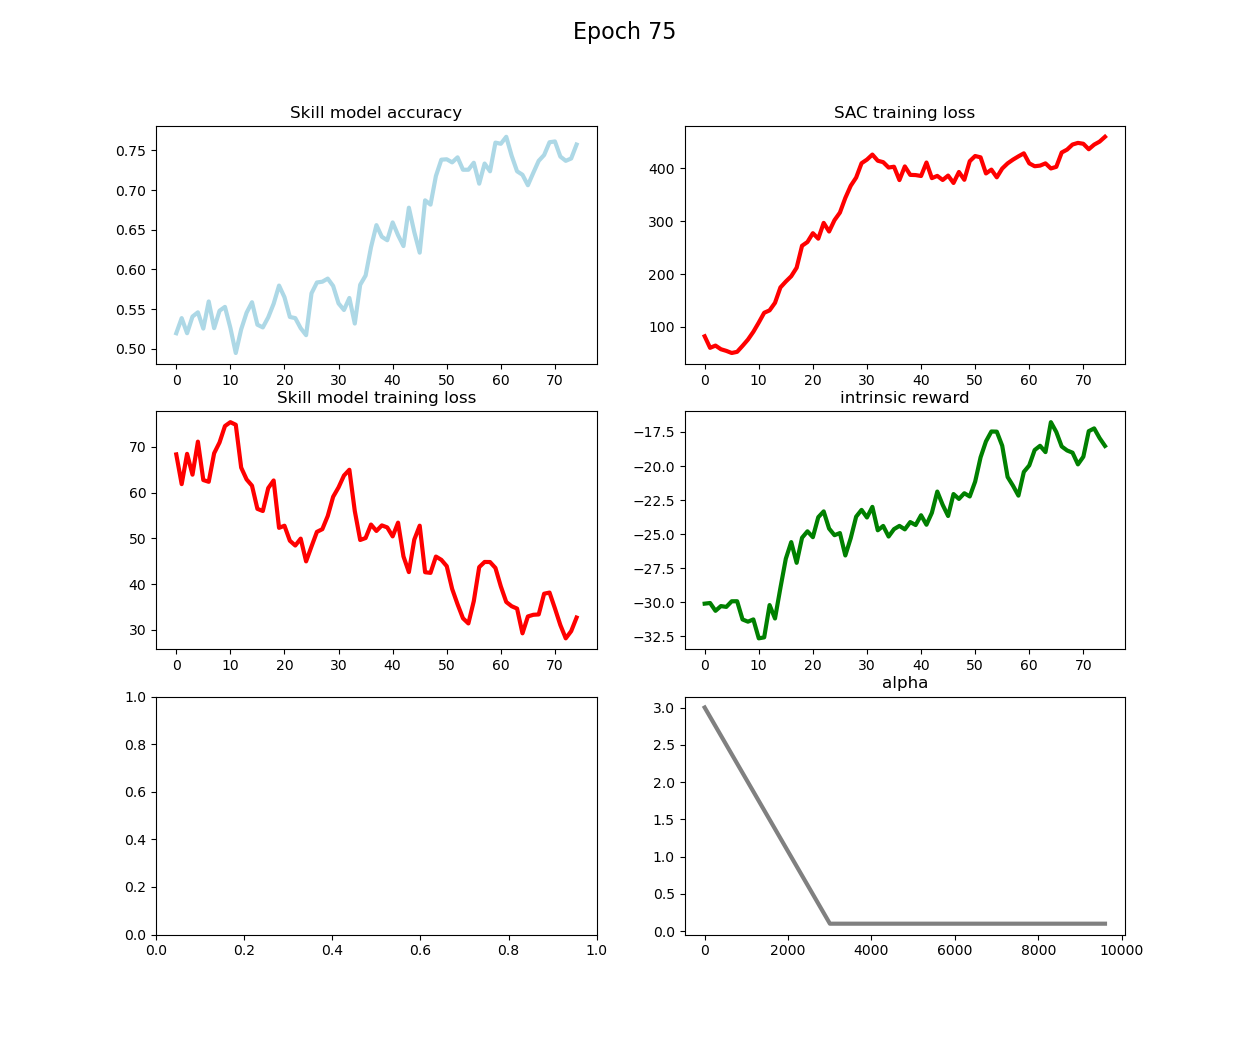 Epoch 75
Skill model accuracy
0.75
0.70
0.65
0.60
0.55
0.50
0 10 20 30 40 50 60 70
SAC training loss
400
300
200
100
0 10 20 30 40 50 60 70
Skill model training loss
70
60
50
40
30
0 10 20 30 40 50 60 70
intrinsic reward
−17.5
−20.0
−22.5
−25.0
−27.5
−30.0
−32.5
0 10 20 30 40 50 60 70
1.0
0.8
0.6
0.4
0.2
0.0
0.0 0.2 0.4 0.6 0.8 1.0
alpha
3.0
2.5
2.0
1.5
1.0
0.5
0.0
0 2000 4000 6000 8000 10000